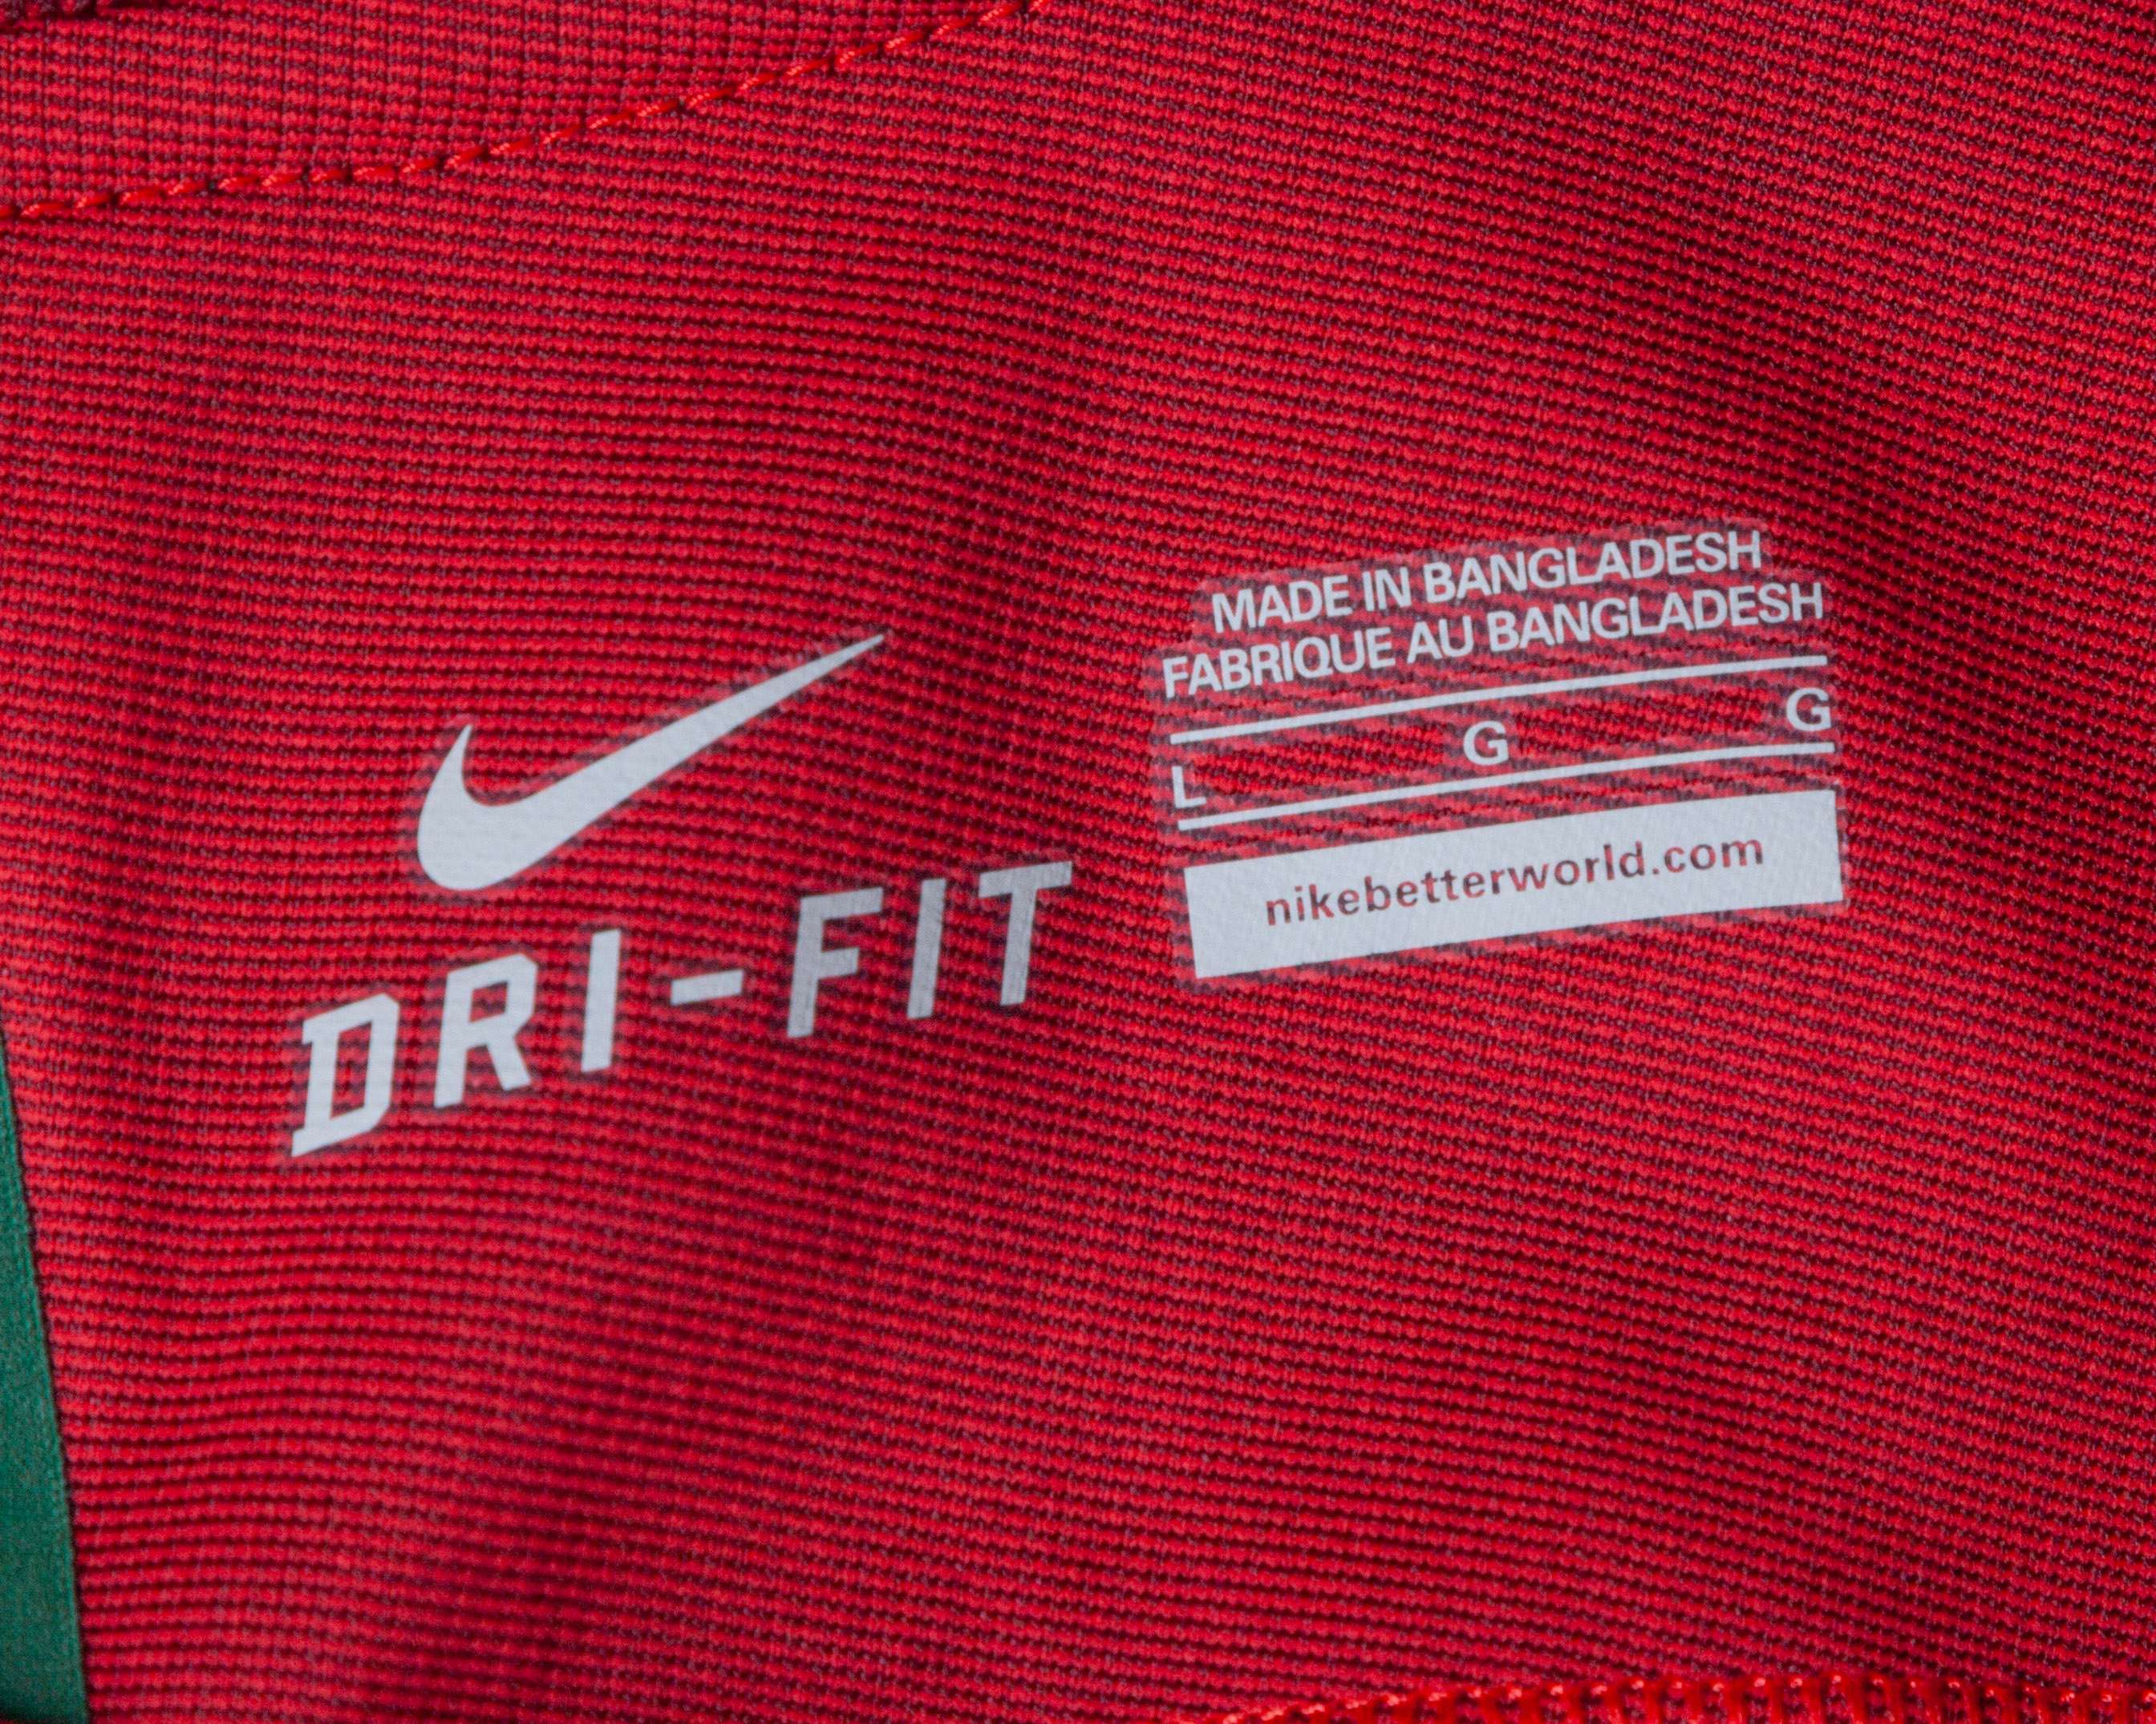 DRI-FIT
MADE IN BANGLADESH
FABRIQUE AU BANGLADESH
L G G
nikebetterworld.com